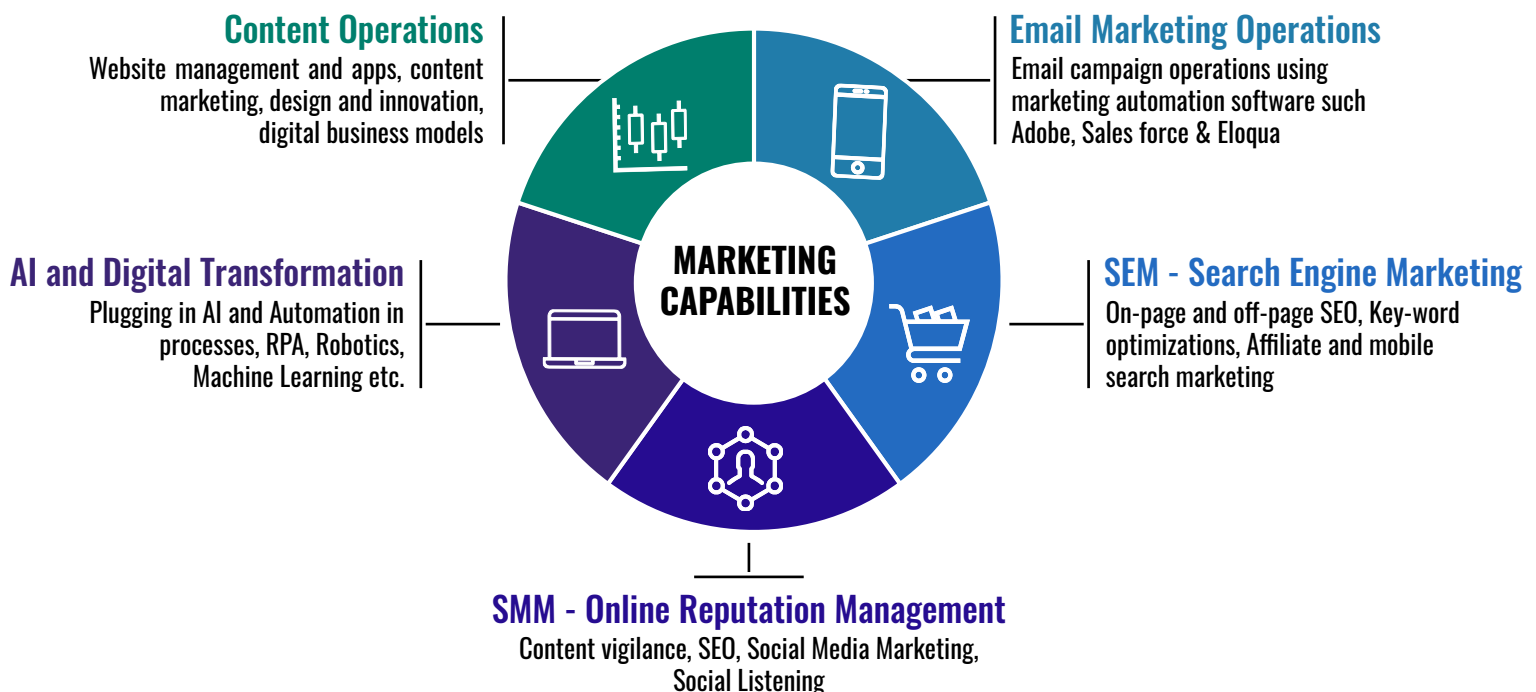 Content Operations
Website management and apps, content
marketing, design and innovation,
digital business models
Email Marketing Operations
Email campaign operations using
marketing automation software such
Adobe, Sales force & Eloqua
MARKETING
CAPABILITIES
AI and Digital Transformation
Plugging in AI and Automation in
processes, RPA, Robotics,
Machine Learning etc.
SEM - Search Engine Marketing
On-page and off-page SEO, Key-word
optimizations, Affiliate and mobile
search marketing
SMM - Online Reputation Management
Content vigilance, SEO, Social Media Marketing,
Social Listening